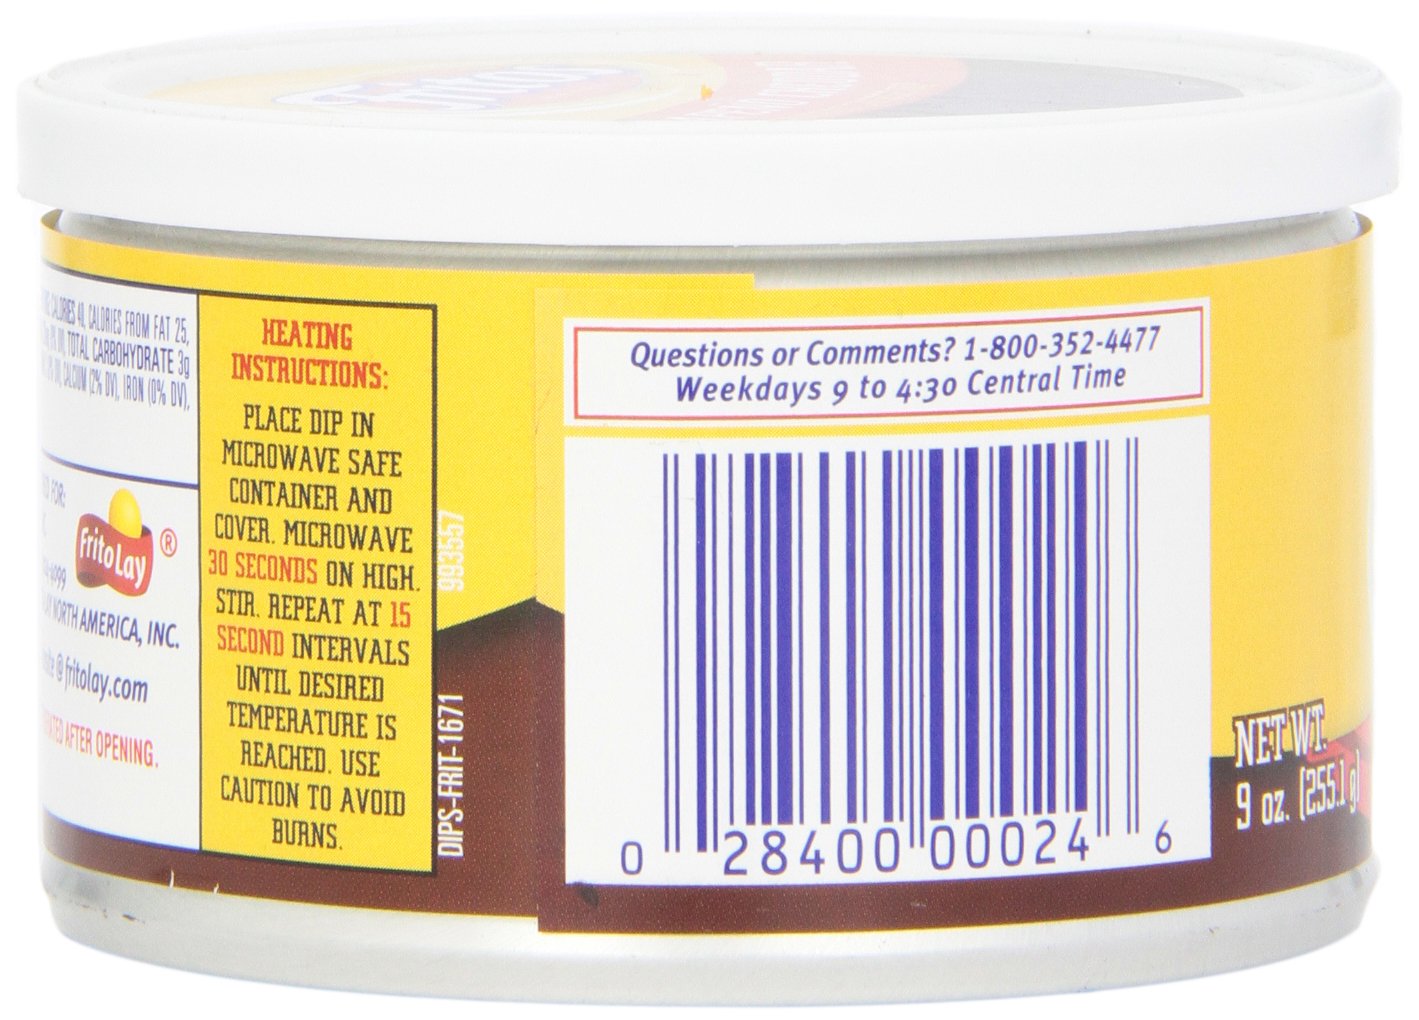 Fritos
CALORIES 40, CALORIES FROM FAT 25,
TOTAL CARBOHYDRATE 3g
CALCIUM (2% DV), IRON (0% DV),
FOR:
FritoLay ®
NORTH AMERICA, INC.
@fritolay.com
AFTER OPENING.
HEATING
INSTRUCTIONS:
PLACE DIP IN
MICROWAVE SAFE
CONTAINER AND
COVER. MICROWAVE
30 SECONDS ON HIGH.
STIR. REPEAT AT 15
SECOND INTERVALS
UNTIL DESIRED
TEMPERATURE IS
REACHED. USE
CAUTION TO AVOID
BURNS.
993557
DIPS-FRIT-1671
Questions or Comments? 1-800-352-4477
Weekdays 9 to 4:30 Central Time
0 28400 00024 6
NET WT.
9 oz. (255.1 g)